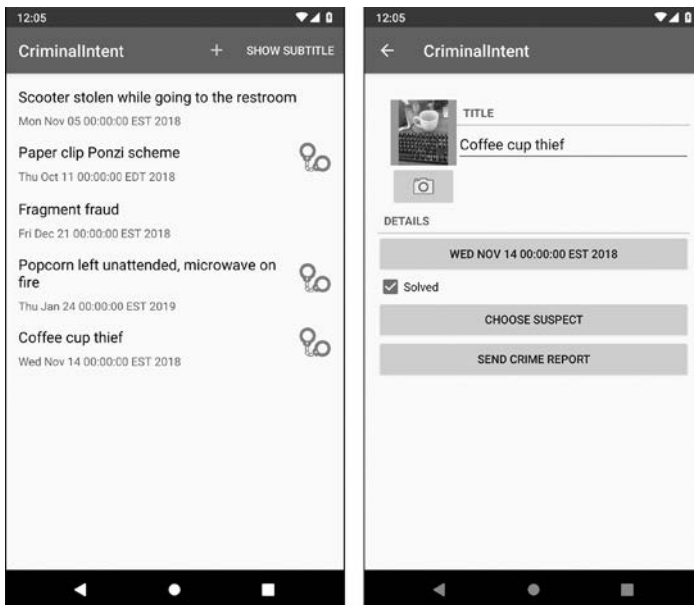 12:05
CriminalIntent + SHOW SUBTITLE
Scooter stolen while going to the restroom
Mon Nov 05 00:00:00 EST 2018
Paper clip Ponzi scheme
Thu Oct 11 00:00:00 EDT 2018
Fragment fraud
Fri Dec 21 00:00:00 EST 2018
Popcorn left unattended, microwave on
fire
Thu Jan 24 00:00:00 EST 2019
Coffee cup thief
Wed Nov 14 00:00:00 EST 2018
12:05
CriminalIntent
TITLE
Coffee cup thief
DETAILS
WED NOV 14 00:00:00 EST 2018
Solved
CHOOSE SUSPECT
SEND CRIME REPORT